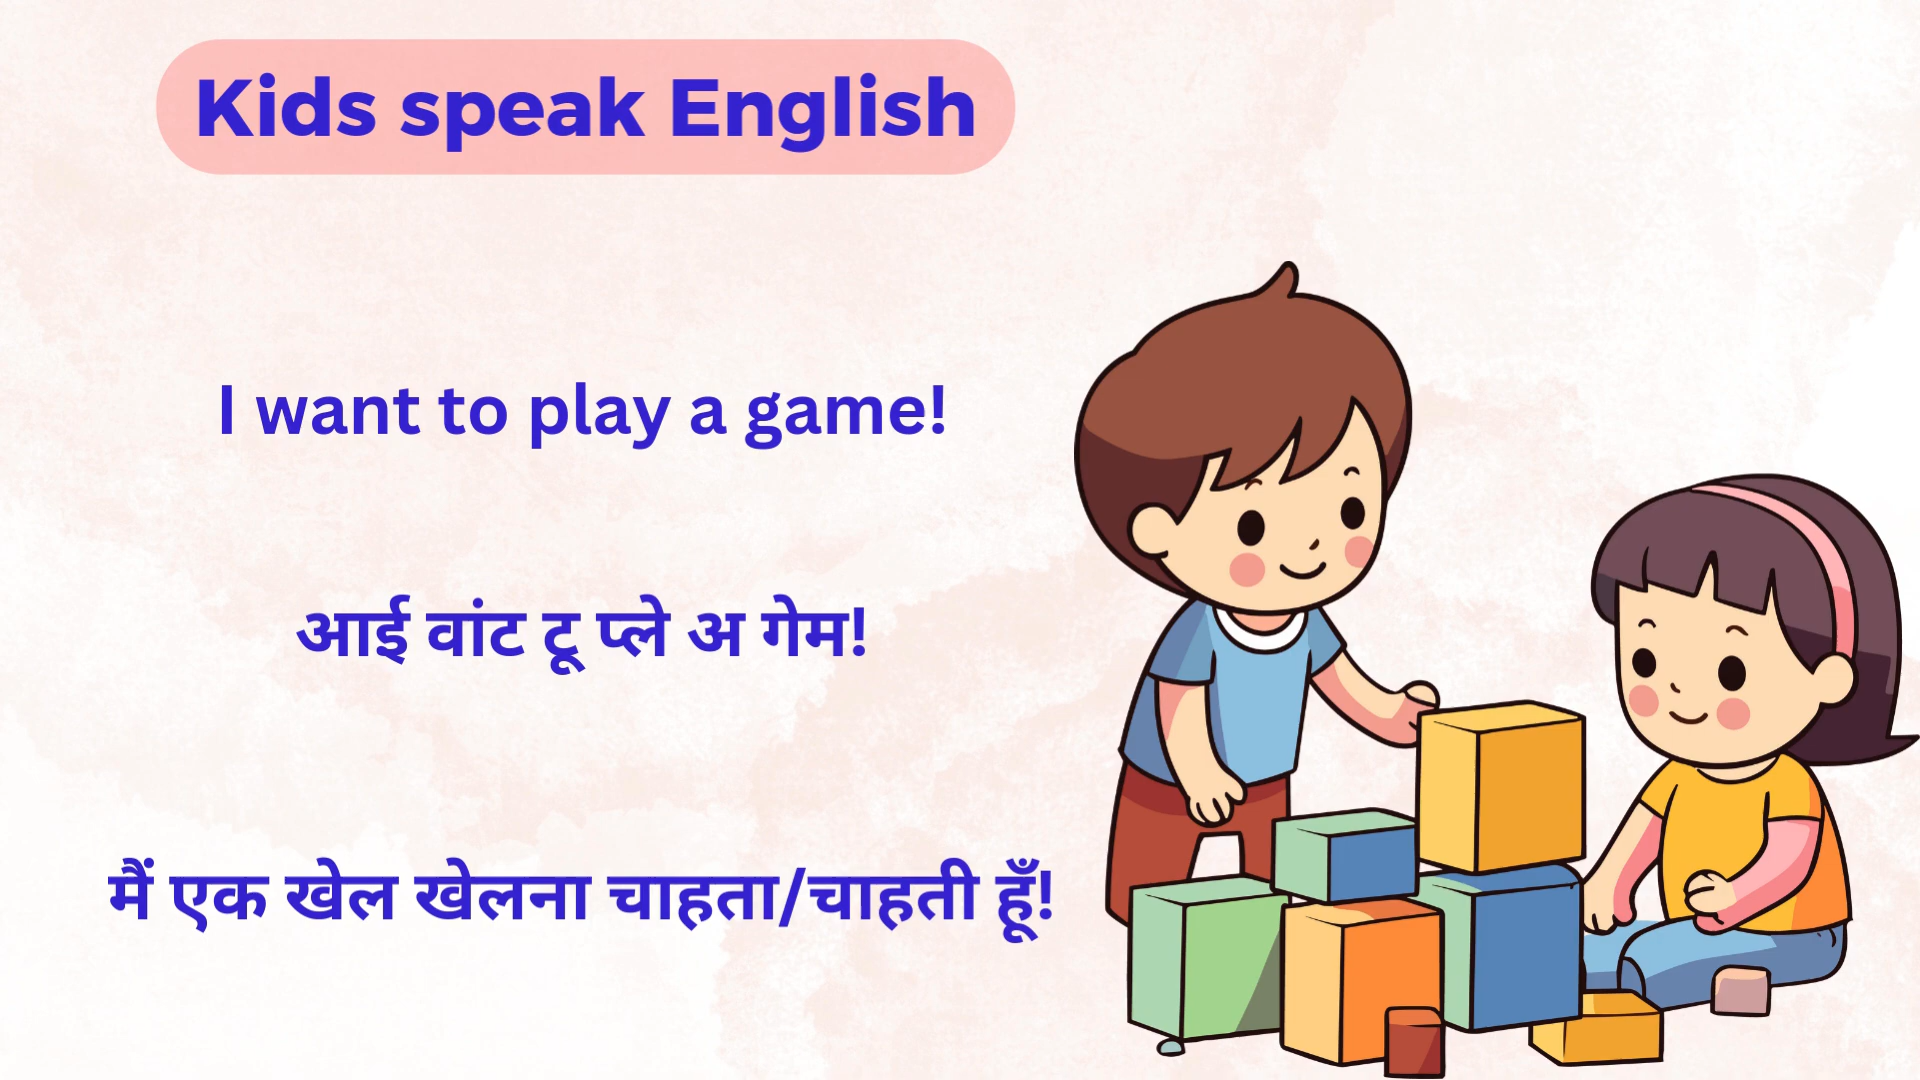 Kids speak English
I want to play a game!
आई वांट टू प्ले अ गेम!
मैं एक खेल खेलना चाहता/चाहती हूँ!